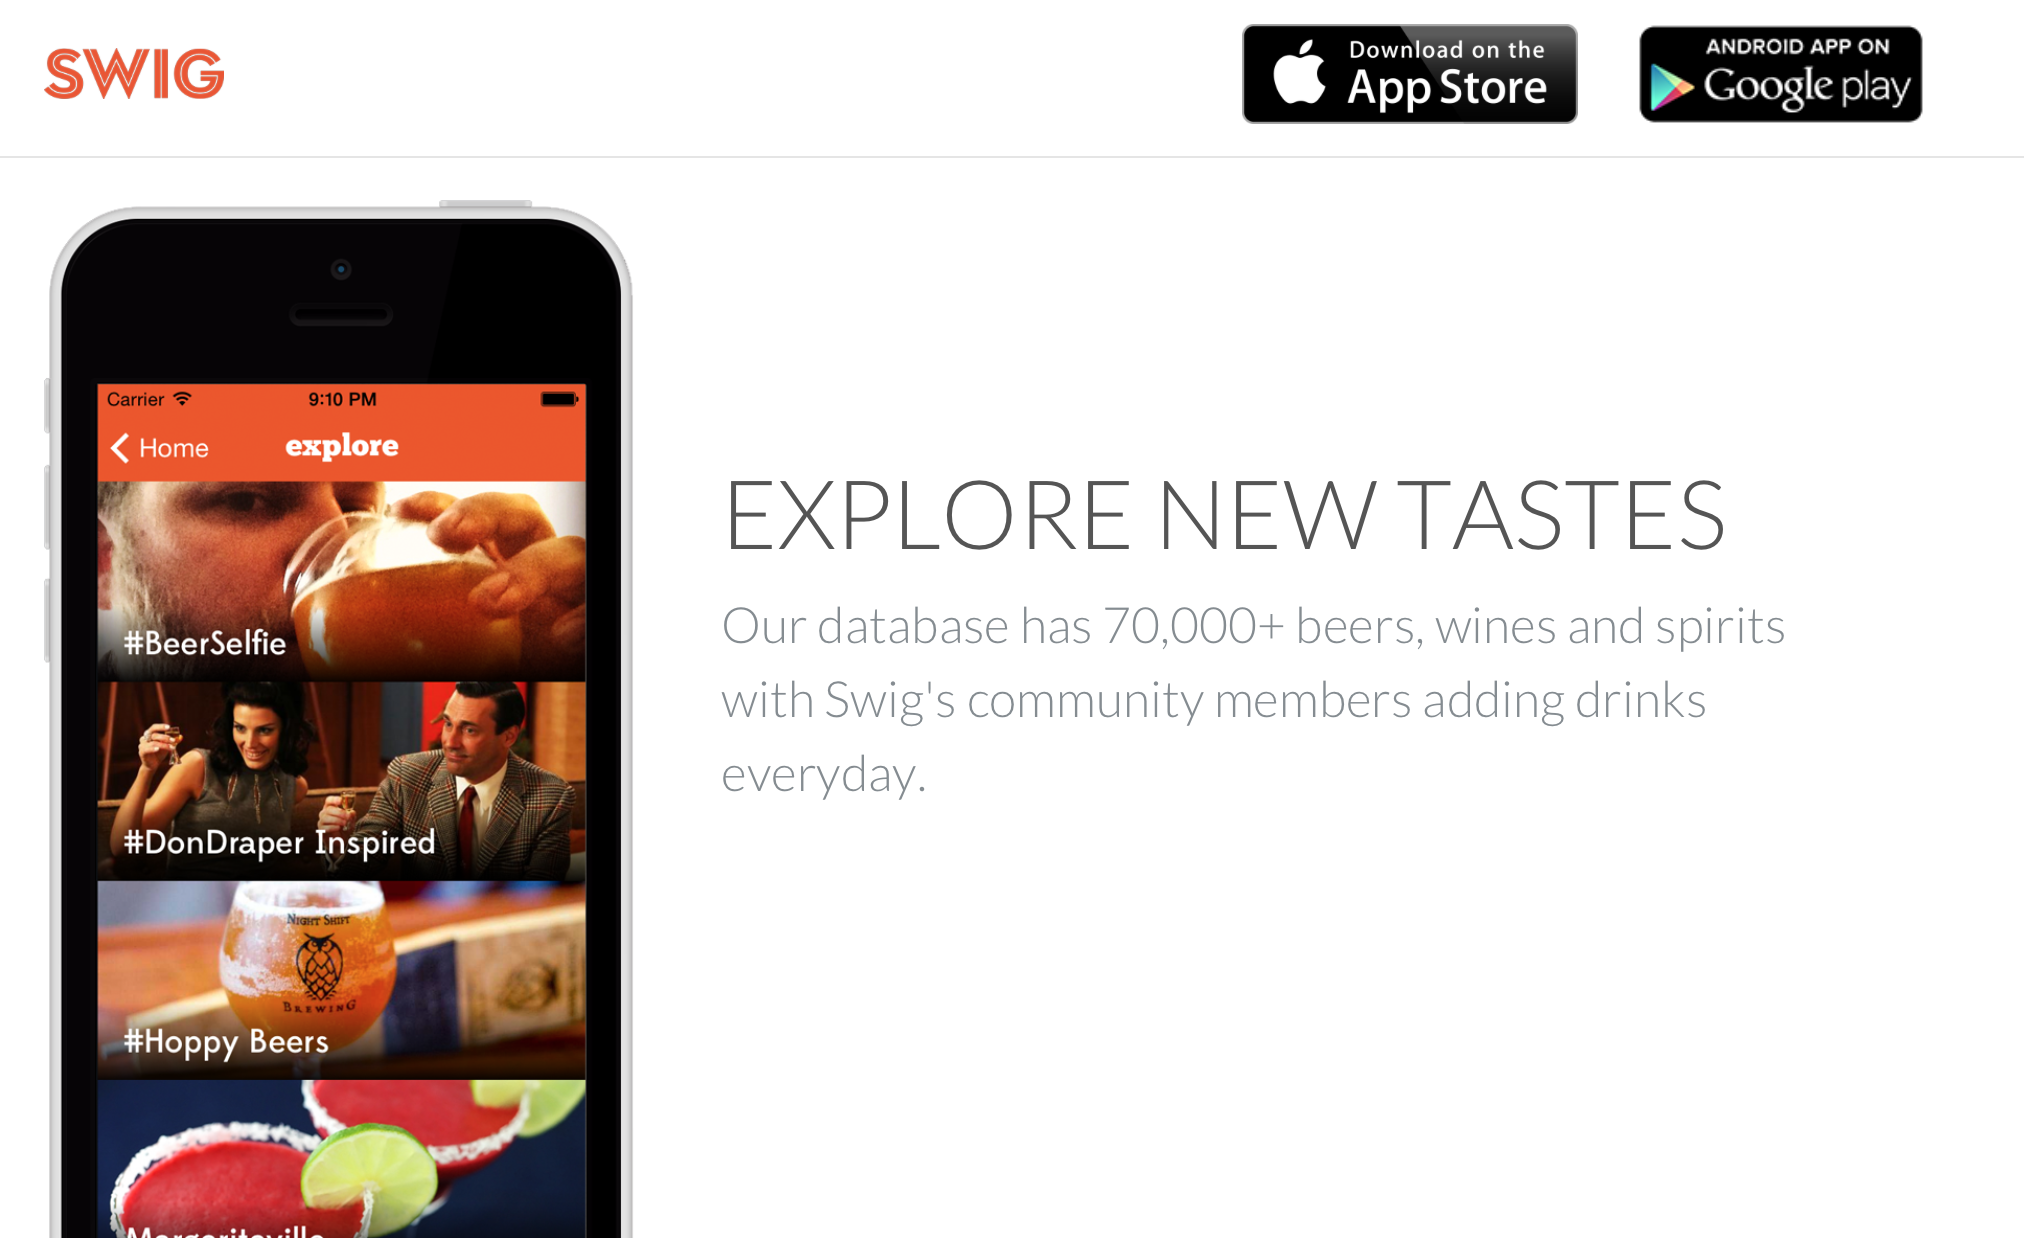 SWIG
Download on the
App Store
ANDROID APP ON
Google play
Carrier 9:10 PM
Home explore
#BeerSelfie
#DonDraper Inspired
NIGHT SHIFT
BREWING
#Hoppy Beers
Margaritaville
EXPLORE NEW TASTES
Our database has 70,000+ beers, wines and spirits
with Swig's community members adding drinks
everyday.